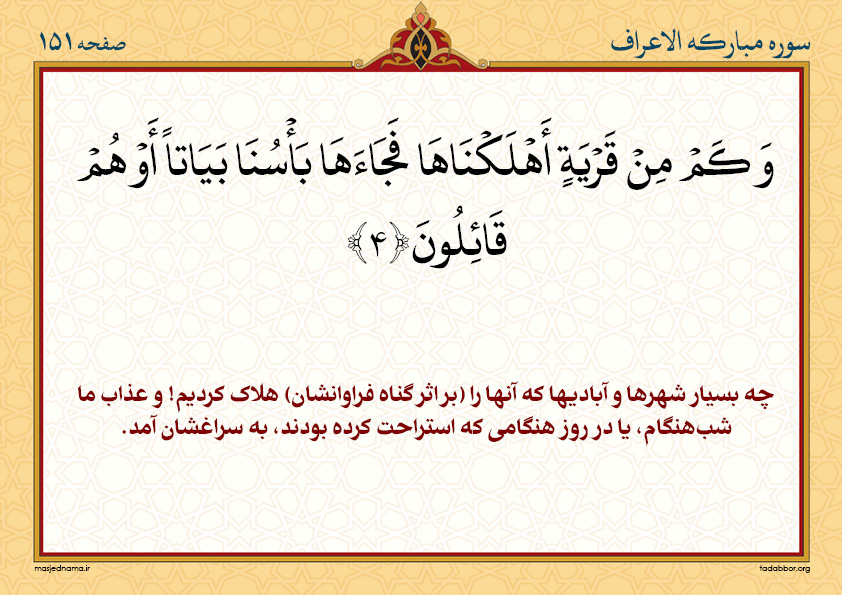 سوره مبارکه الاعراف
صفحه ۱۵۱
وَ كَمْ مِنْ قَرْيَةٍ أَهْلَكْنَاهَا فَجَاءَهَا بَأْسُنَا بَيَاتاً أَوْ هُمْ
قَائِلُونَ ﴿۴﴾
چه بسیار شهرها و آبادیها که آنها را (بر اثر گناه فراوانشان) هلاک کردیم! و عذاب ما
شب‌هنگام، یا در روز هنگامی که استراحت کرده بودند، به سراغشان آمد.
masjednama.ir
tadabbor.org